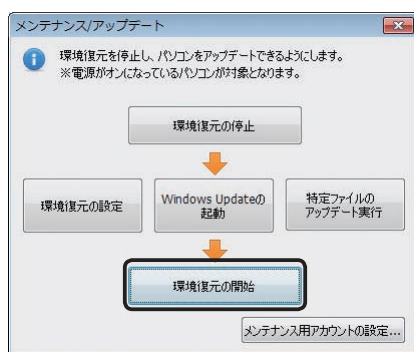 メンテナンス/アップデート
環境復元を停止し、パソコンをアップデートできるようにします。
※電源がオンになっているパソコンが対象となります。
環境復元の停止
環境復元の設定
Windows Updateの
起動
特定ファイルの
アップデート実行
環境復元の開始
メンテナンス用アカウントの設定...